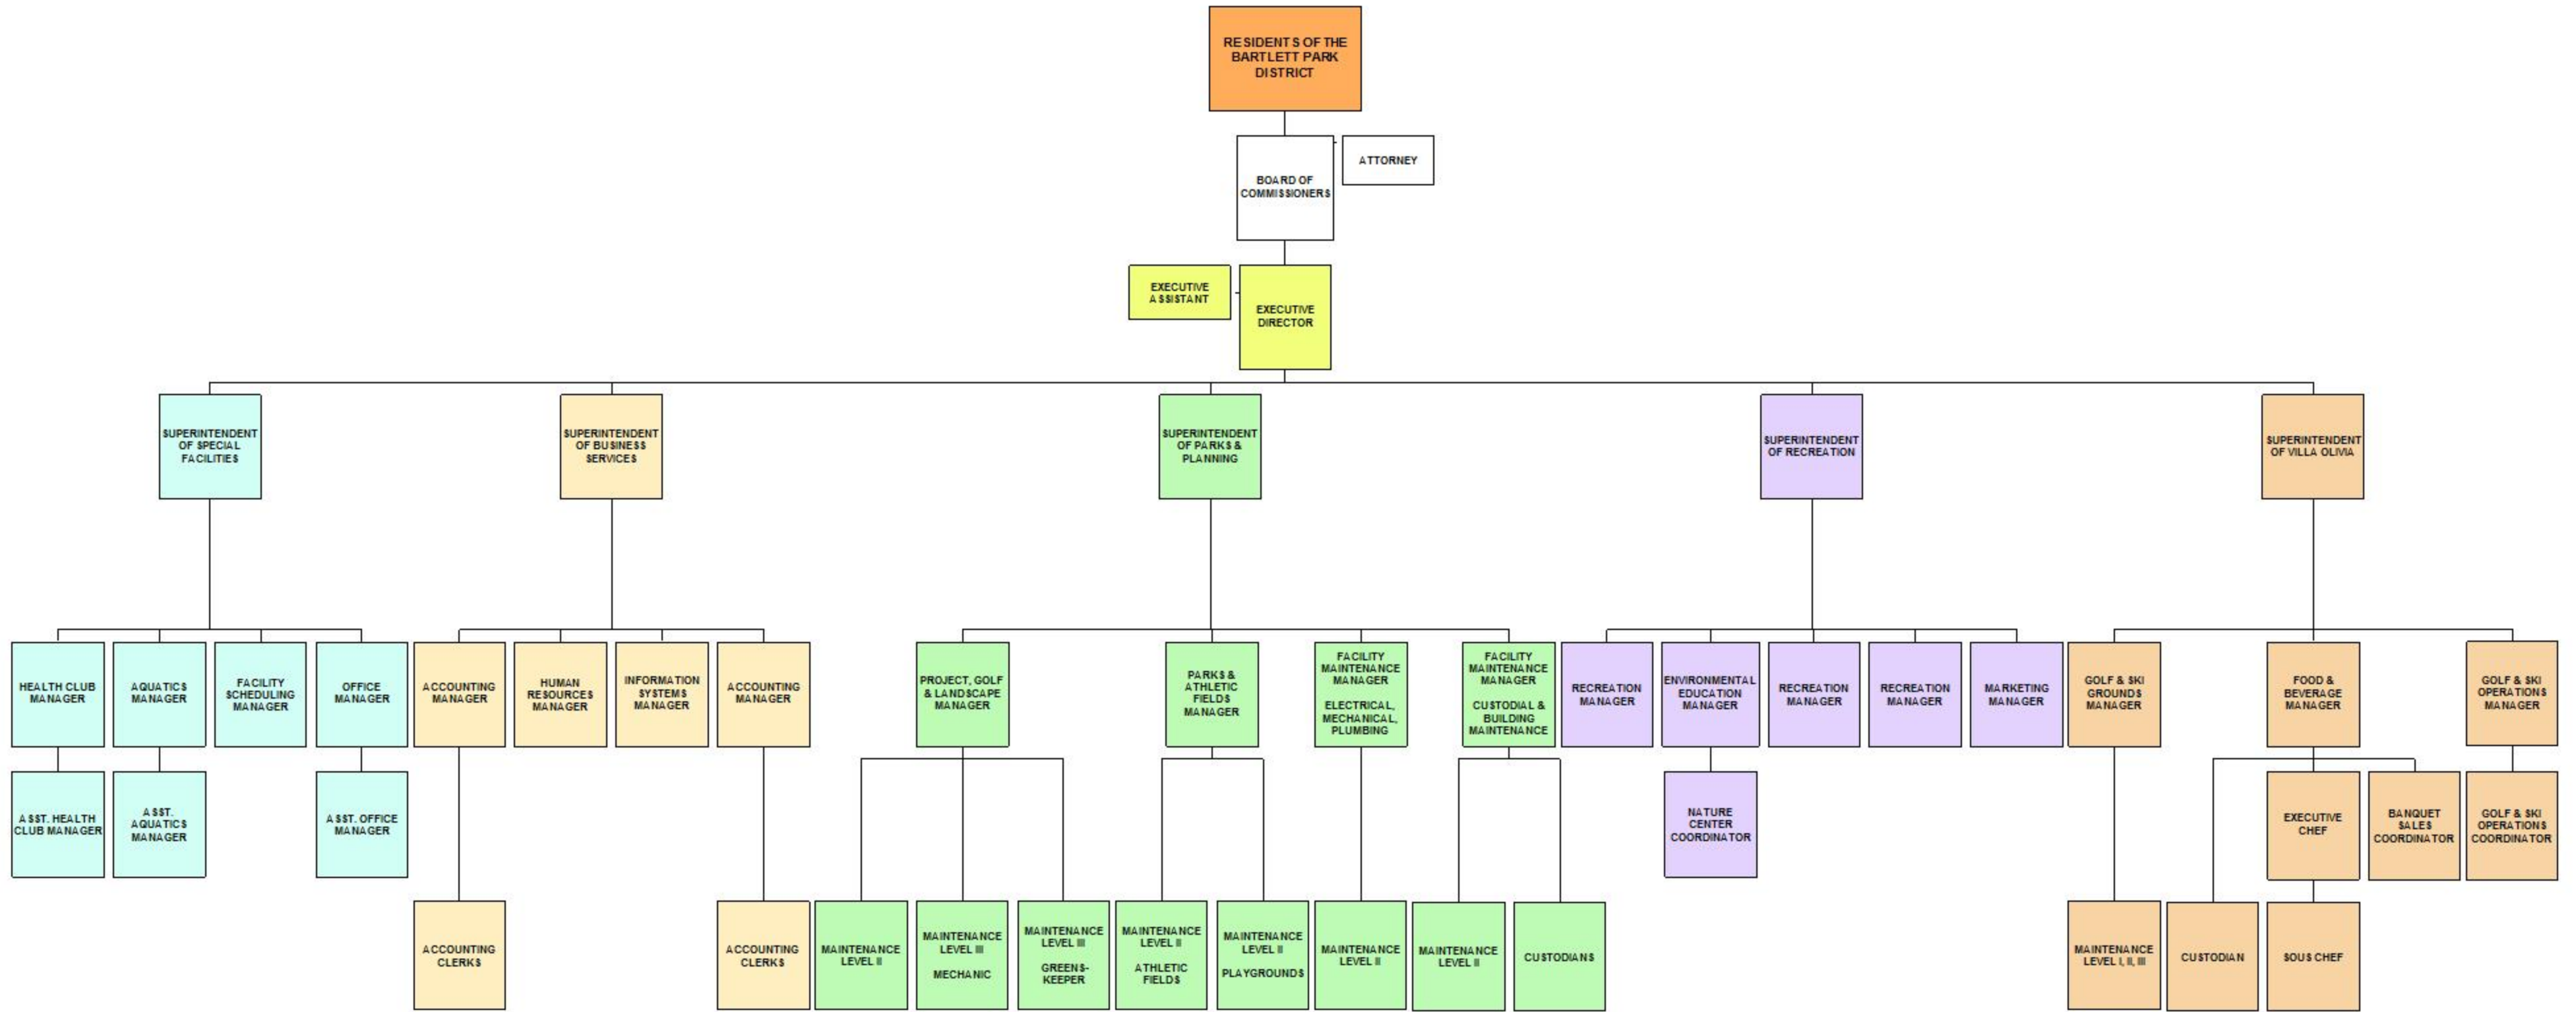 RESIDENTS OF THE
BARTLETT PARK
DISTRICT
BOARD OF
COMMISSIONERS
ATTORNEY
EXECUTIVE
ASSISTANT
EXECUTIVE
DIRECTOR
SUPERINTENDENT
OF SPECIAL
FACILITIES
SUPERINTENDENT
OF BUSINESS
SERVICES
SUPERINTENDENT
OF PARKS &
PLANNING
SUPERINTENDENT
OF RECREATION
SUPERINTENDENT
OF VILLA OLIVIA
HEALTH CLUB
MANAGER
AQUATICS
MANAGER
FACILITY
SCHEDULING
MANAGER
OFFICE
MANAGER
ACCOUNTING
MANAGER
HUMAN
RESOURCES
MANAGER
INFORMATION
SYSTEMS
MANAGER
ACCOUNTING
MANAGER
PROJECT, GOLF
& LANDSCAPE
MANAGER
PARKS &
ATHLETIC
FIELDS
MANAGER
FACILITY
MAINTENANCE
MANAGER
ELECTRICAL,
MECHANICAL,
PLUMBING
FACILITY
MAINTENANCE
MANAGER
CUSTODIAL &
BUILDING
MAINTENANCE
RECREATION
MANAGER
ENVIRONMENTAL
EDUCATION
MANAGER
RECREATION
MANAGER
RECREATION
MANAGER
MARKETING
MANAGER
GOLF & SKI
GROUNDS
MANAGER
FOOD &
BEVERAGE
MANAGER
GOLF & SKI
OPERATIONS
MANAGER
ASST. HEALTH
CLUB MANAGER
ASST.
AQUATICS
MANAGER
ASST. OFFICE
MANAGER
NATURE
CENTER
COORDINATOR
EXECUTIVE
CHEF
BANQUET
SALES
COORDINATOR
GOLF & SKI
OPERATIONS
COORDINATOR
ACCOUNTING
CLERKS
ACCOUNTING
CLERKS
MAINTENANCE
LEVEL II
MAINTENANCE
LEVEL III
MECHANIC
MAINTENANCE
LEVEL III
GREENS-
KEEPER
MAINTENANCE
LEVEL II
ATHLETIC
FIELDS
MAINTENANCE
LEVEL II
PLAYGROUNDS
MAINTENANCE
LEVEL II
MAINTENANCE
LEVEL II
CUSTODIANS
MAINTENANCE
LEVEL I, II, III
CUSTODIAN
SOUS CHEF